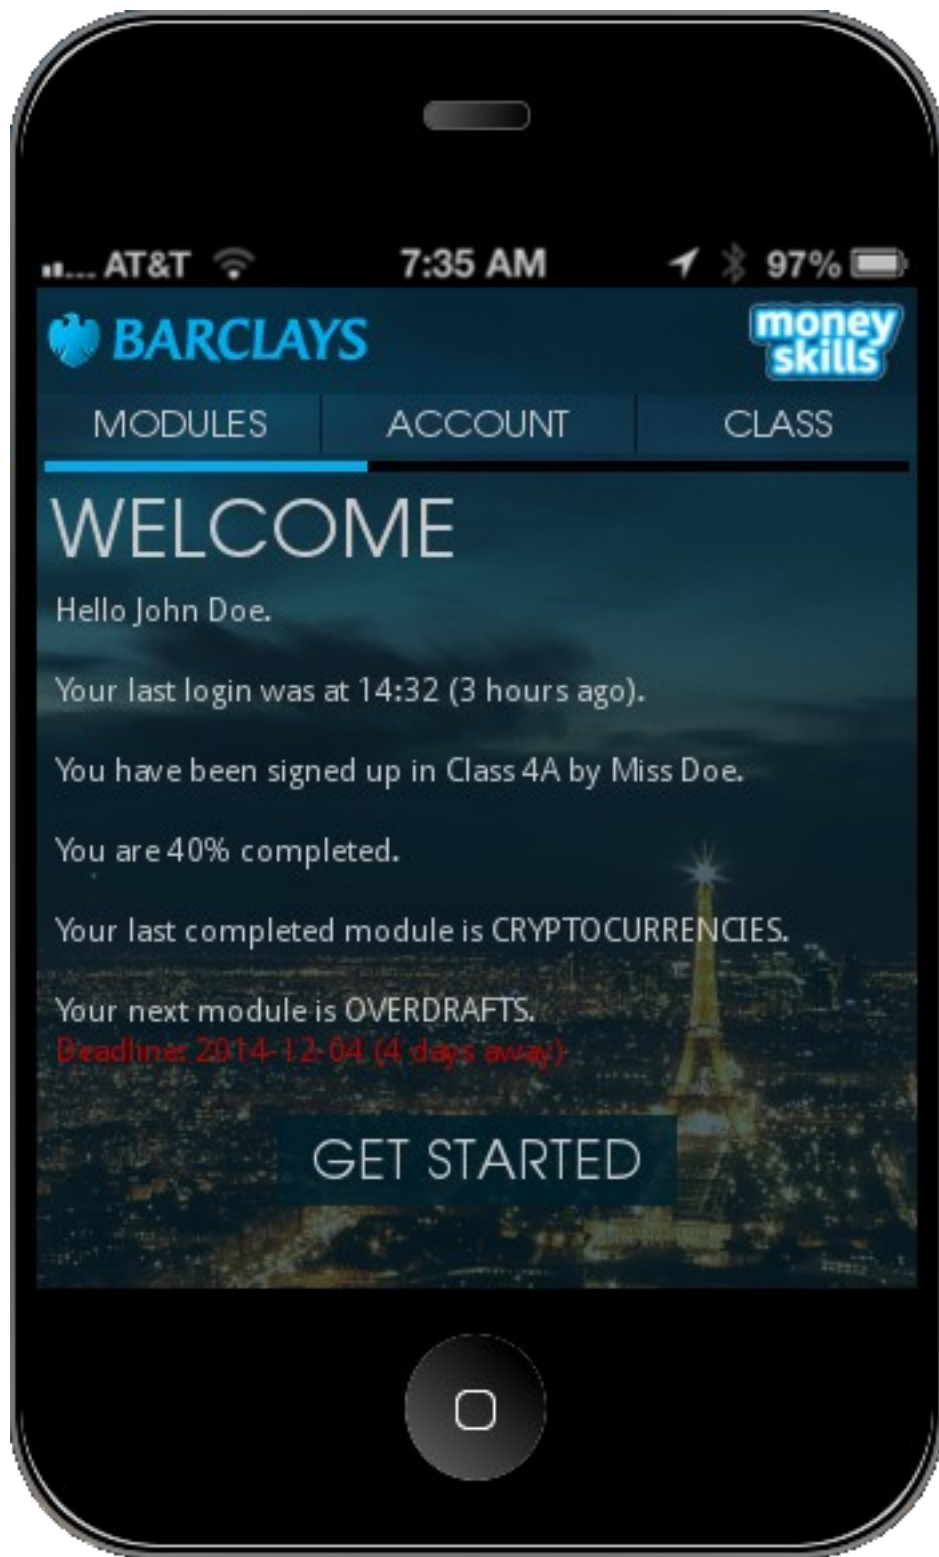 AT&T 7:35 AM 97%
BARCLAYS
money
skills
MODULES ACCOUNT CLASS
WELCOME
Hello John Doe.
Your last login was at 14:32 (3 hours ago).
You have been signed up in Class 4A by Miss Doe.
You are 40% completed.
Your last completed module is CRYPTOCURRENCIES.
Your next module is OVERDRAFTS.
Deadline: 2014-12-04 (4 days away)
GET STARTED